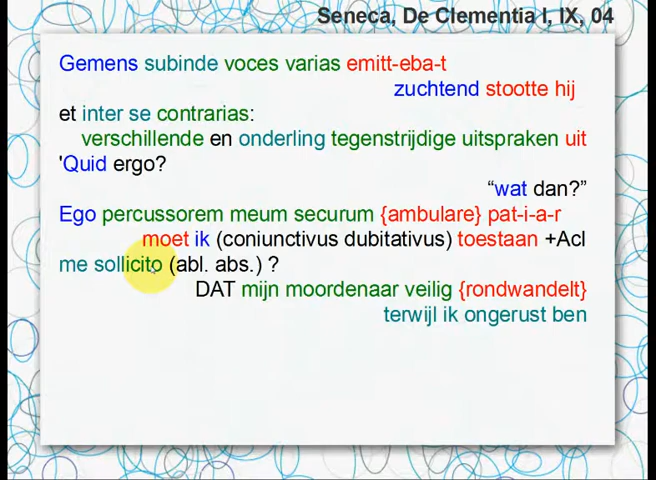 Seneca, De Clementia I, IX, 04
Gemens subinde voces varias emitt-eba-t
zuchtend stootte hij
et inter se contrarias:
verschillende en onderling tegenstrijdige uitspraken uit
'Quid ergo?
“wat dan?”
Ego percussorem meum securum {ambulare} pat-i-a-r
moet ik (coniunctivus dubitativus) toestaan +AcI
me sollicito (abl. abs.) ?
DAT mijn moordenaar veilig {rondwandelt}
terwijl ik ongerust ben